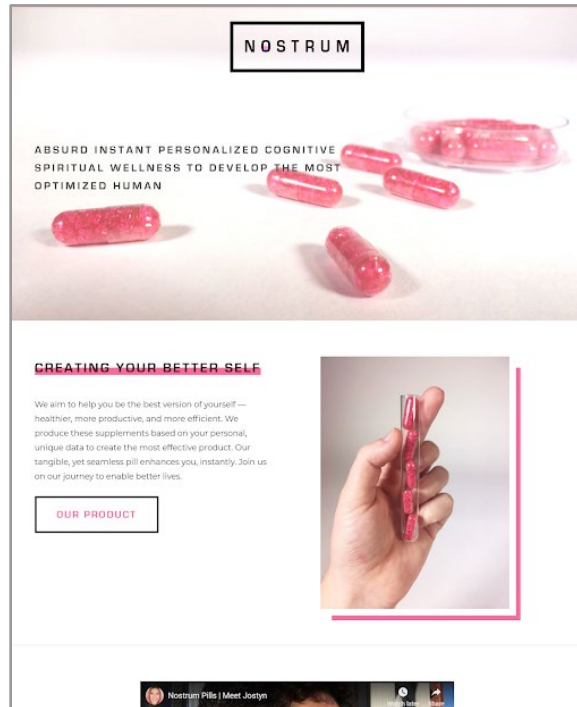 NOSTRUM
ABSURD INSTANT PERSONALIZED COGNITIVE
SPIRITUAL WELLNESS TO DEVELOP THE MOST
OPTIMIZED HUMAN
CREATING YOUR BETTER SELF
We aim to help you be the best version of yourself —
healthier, more productive, and more efficient. We
produce these supplements based on your personal,
unique data to create the most effective product. Our
tangible, yet seamless pill enhances you, instantly. Join us
on our journey to enable better lives.
OUR PRODUCT
Nostrum Pills | Meet Jostyn
Watch later Share